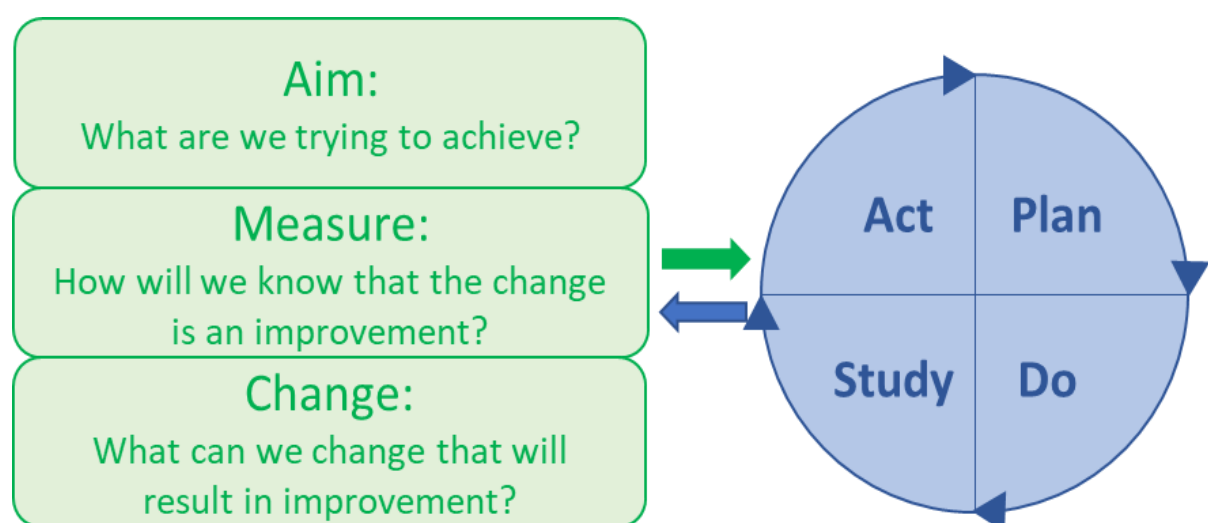 Aim:
What are we trying to achieve?
Measure:
How will we know that the change
is an improvement?
Change:
What can we change that will
result in improvement?
Act
Plan
Study
Do